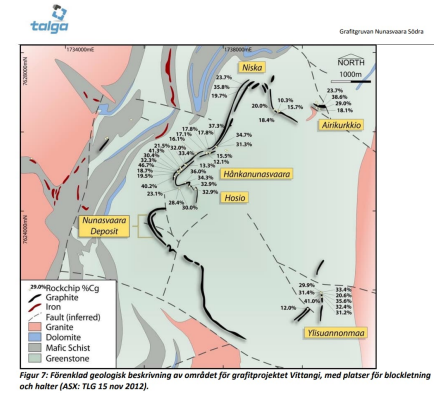 talga
Grafitgruvan Nunasvaara Södra
1734000mE
1738000mE
7628000mN
7624000mN
NORTH
1000m
Niska
23.7%
35.8%
19.7%
20.0%
10.3%
15.7%
18.4%
23.7%
38.6%
29.0%
18.1%
Airikurkkio
37.3%
17.8%
17.1%
17.8%
16.1%
34.7%
31.3%
21.5%
32.0%
41.3%
33.4%
30.4%
32.3%
46.7%
18.7%
19.5%
15.5%
32.1%
13.3%
36.0%
34.3%
32.9%
32.9%
Hånkanunasvaara
40.2%
23.1%
Hosio
28.4%
30.0%
Nunasvaara
Deposit
29.9%
31.4%
41.0%
12.0%
33.4%
20.6%
35.6%
32.4%
31.2%
Ylisuannonmaa
29.0% Rockchip %Cg
Graphite
Iron
Fault (inferred)
Granite
Dolomite
Mafic Schist
Greenstone
Figur 7: Förenklad geologisk beskrivning av området för grafitprojektet Vittangi, med platser för blockletning
och halter (ASX: TLG 15 nov 2012).